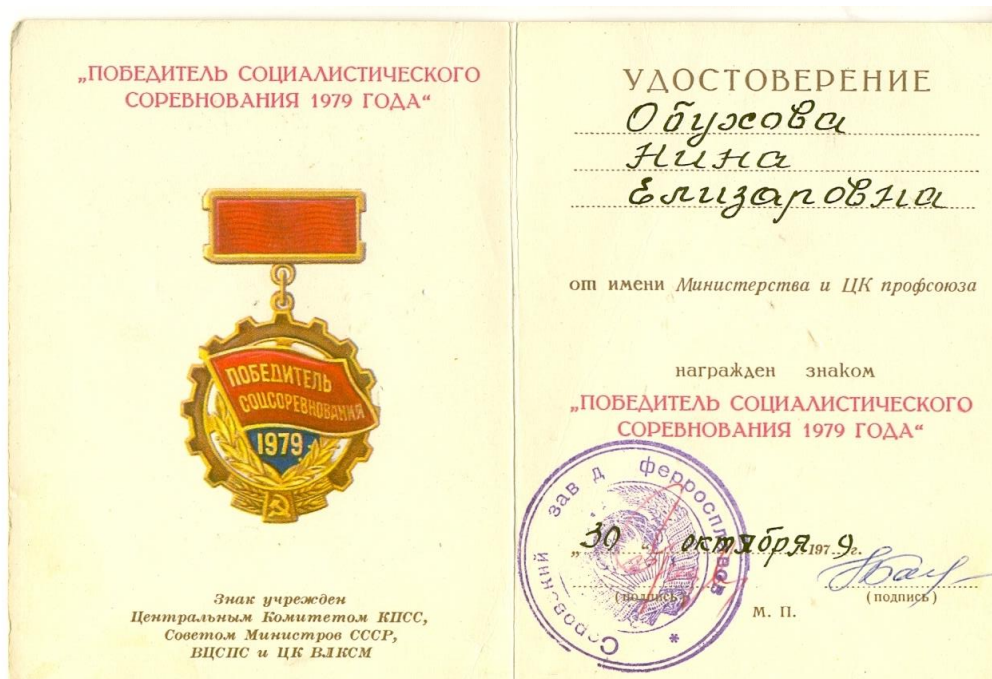 „ПОБЕДИТЕЛЬ СОЦИАЛИСТИЧЕСКОГО
СОРЕВНОВАНИЯ 1979 ГОДА“
ПОБЕДИТЕЛЬ
СОЦСОРЕВНОВАНИЯ
1979
Знак учрежден
Центральным Комитетом КПСС,
Советом Министров СССР,
ВЦСПС и ЦК ВЛКСМ
УДОСТОВЕРЕНИЕ
Обухова
Нина
Елизаровна
от имени Министерства и ЦК профсоюза
награжден знаком
„ПОБЕДИТЕЛЬ СОЦИАЛИСТИЧЕСКОГО
СОРЕВНОВАНИЯ 1979 ГОДА“
зав д ферросплавов
„30“ октября 1979 г.
(подпись) (подпись)
М. П.